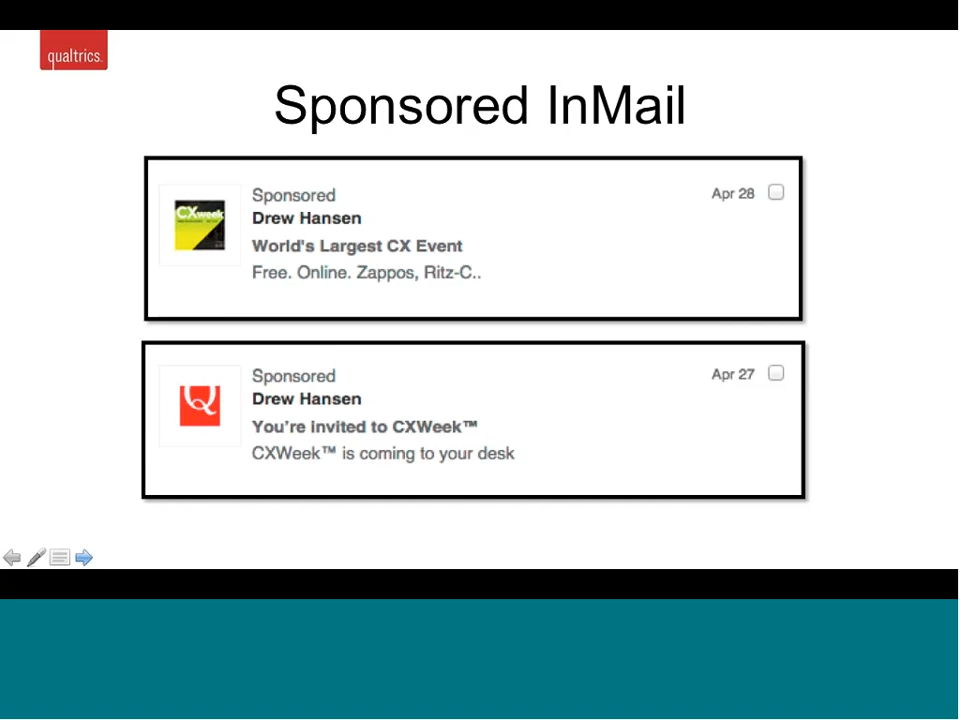 qualtrics.
Sponsored InMail
CXweek
Sponsored
Apr 28
Drew Hansen
World's Largest CX Event
Free. Online. Zappos, Ritz-C..
Q
Sponsored
Apr 27
Drew Hansen
You're invited to CXWeek™
CXWeek™ is coming to your desk